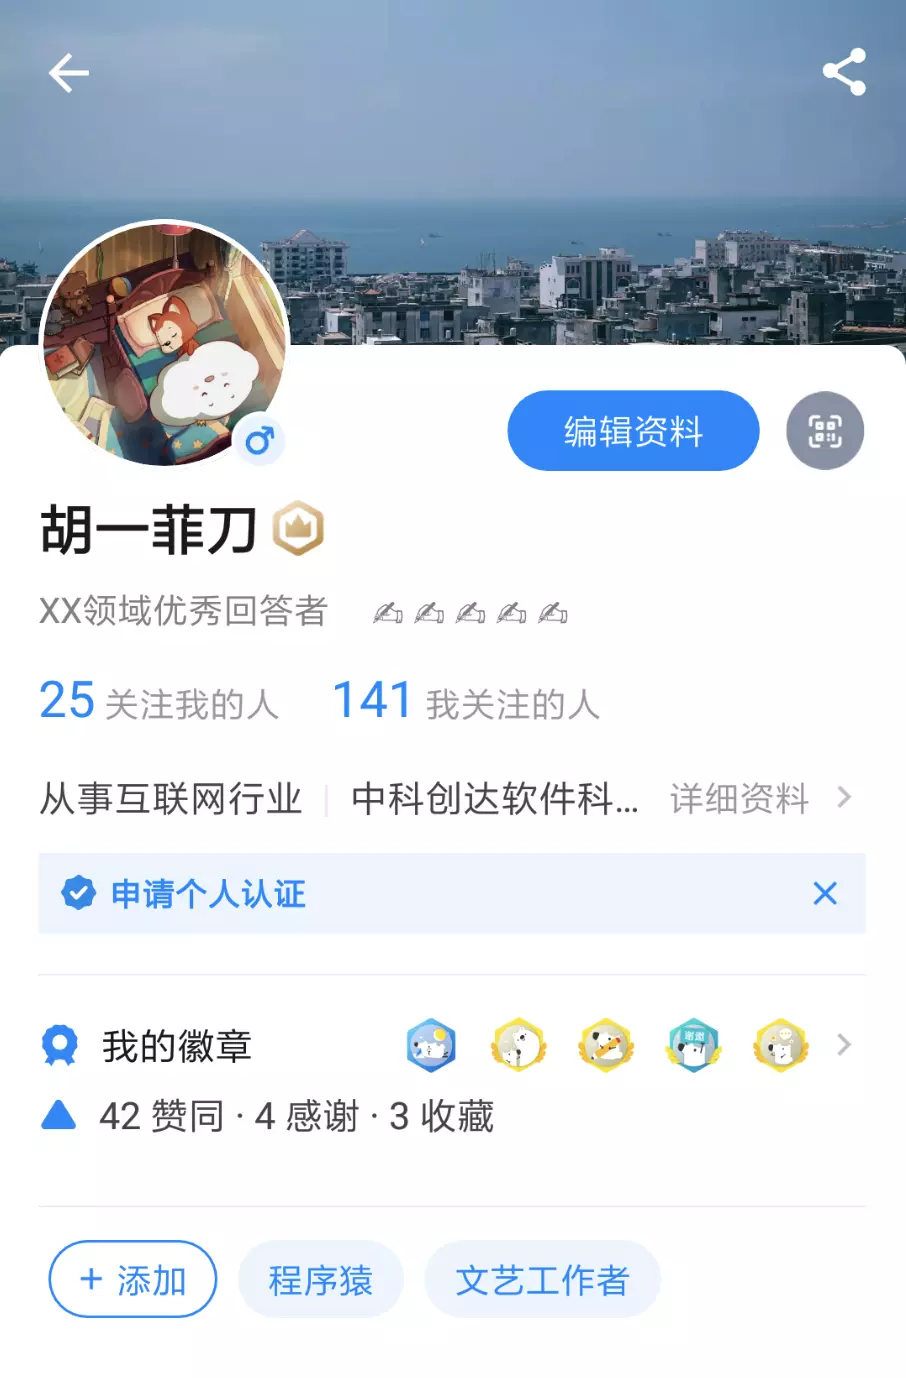 编辑资料
胡一菲刀
XX领域优秀回答者 ✍✍✍✍✍
25 关注我的人 141 我关注的人
从事互联网行业 中科创达软件科... 详细资料
申请个人认证
我的徽章
谢谢
42 赞同 · 4 感谢 · 3 收藏
+ 添加 程序猿 文艺工作者